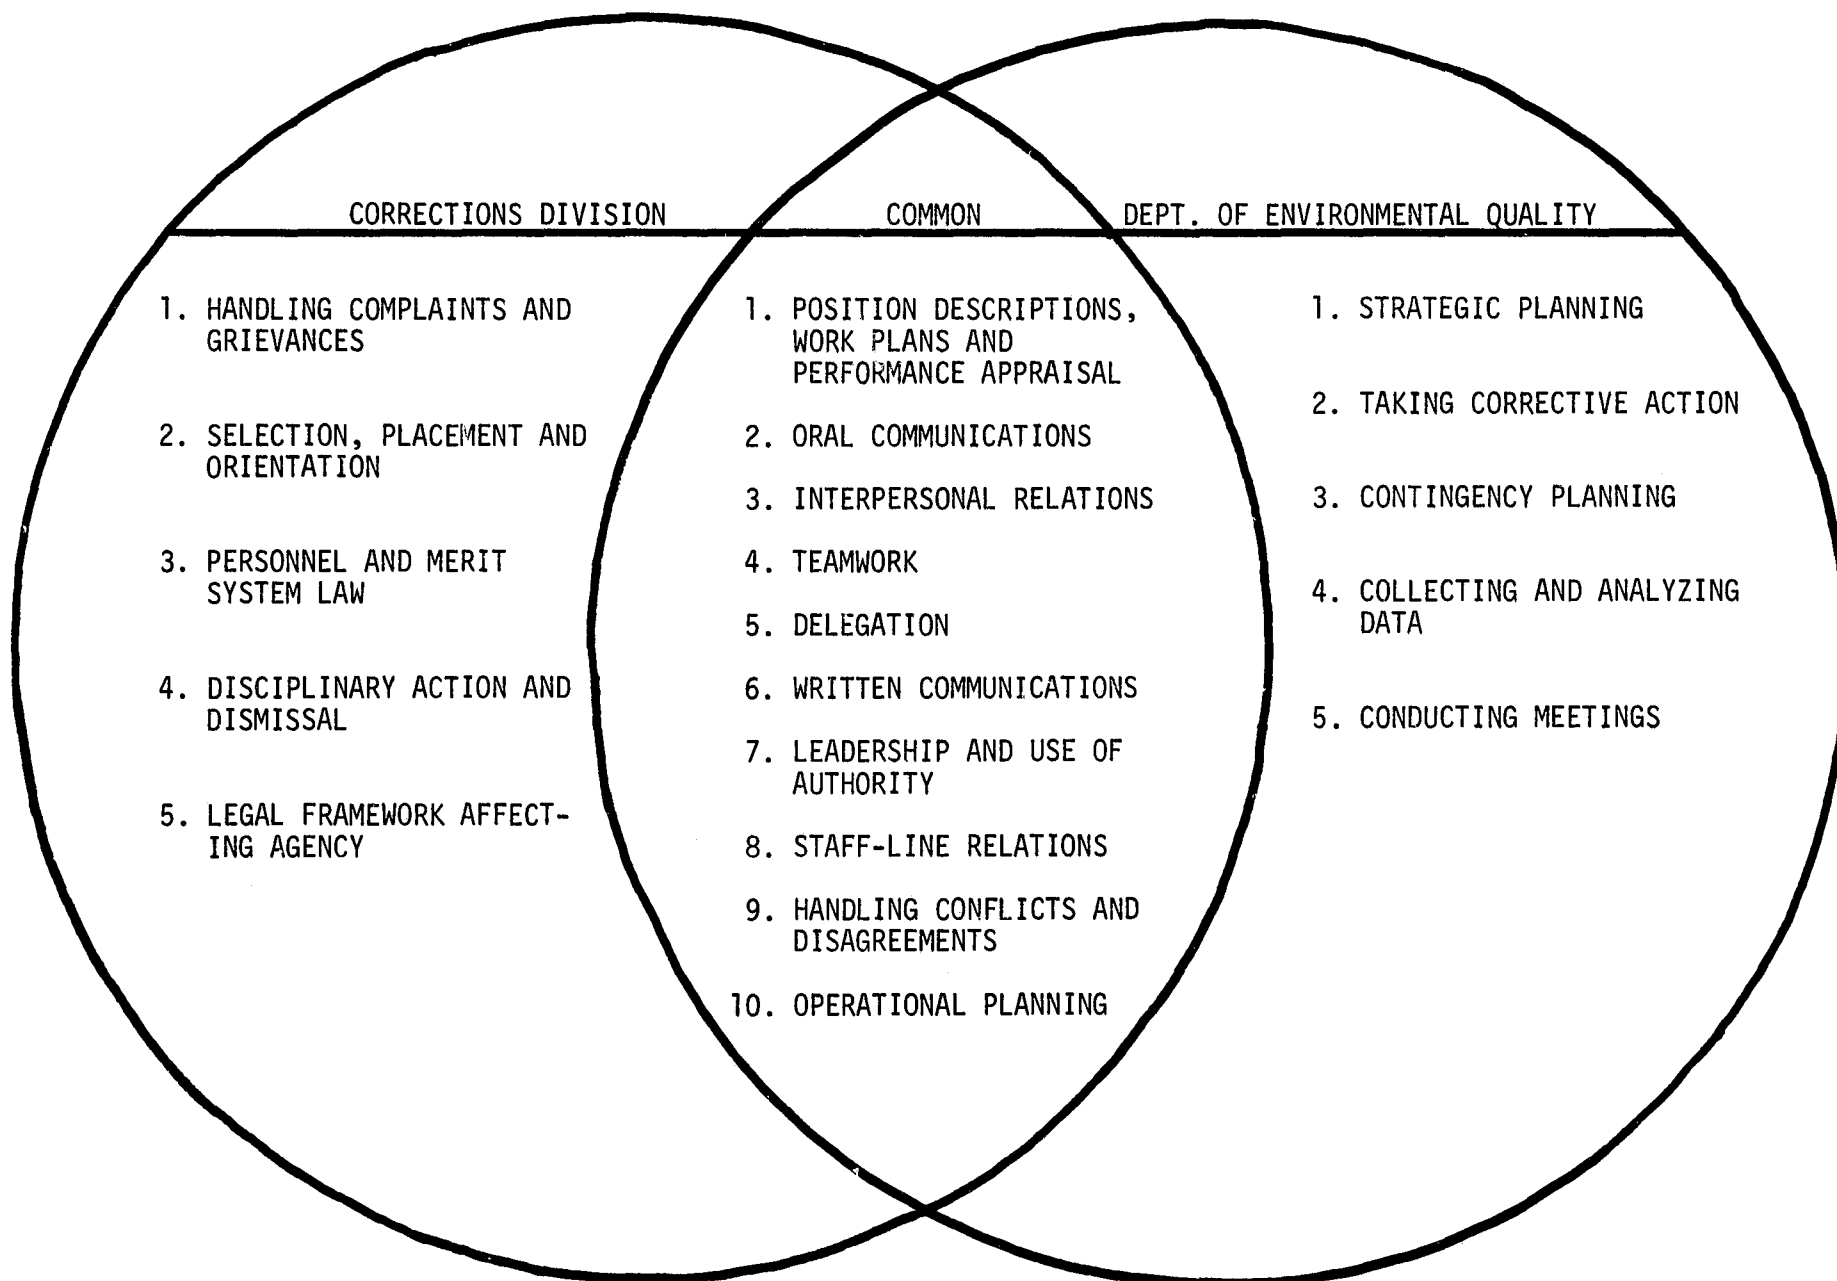 CORRECTIONS DIVISION
1. HANDLING COMPLAINTS AND
GRIEVANCES
2. SELECTION, PLACEMENT AND
ORIENTATION
3. PERSONNEL AND MERIT
SYSTEM LAW
4. DISCIPLINARY ACTION AND
DISMISSAL
5. LEGAL FRAMEWORK AFFECT-
ING AGENCY
COMMON
1. POSITION DESCRIPTIONS,
WORK PLANS AND
PERFORMANCE APPRAISAL
2. ORAL COMMUNICATIONS
3. INTERPERSONAL RELATIONS
4. TEAMWORK
5. DELEGATION
6. WRITTEN COMMUNICATIONS
7. LEADERSHIP AND USE OF
AUTHORITY
8. STAFF-LINE RELATIONS
9. HANDLING CONFLICTS AND
DISAGREEMENTS
10. OPERATIONAL PLANNING
DEPT. OF ENVIRONMENTAL QUALITY
1. STRATEGIC PLANNING
2. TAKING CORRECTIVE ACTION
3. CONTINGENCY PLANNING
4. COLLECTING AND ANALYZING
DATA
5. CONDUCTING MEETINGS